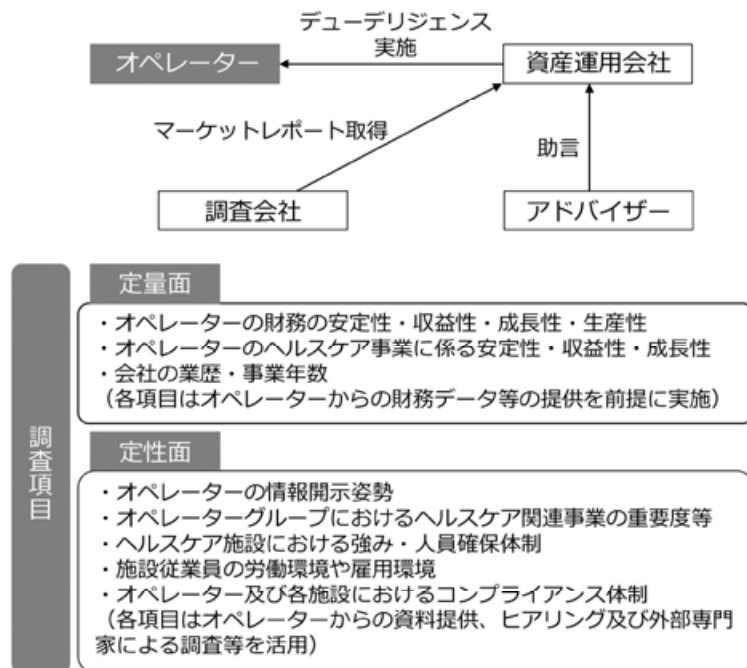 デューデリジェンス
実施
オペレーター
資産運用会社
マーケットレポート取得
助言
調査会社
アドバイザー
調査項目
定量面
・オペレーターの財務の安定性・収益性・成長性・生産性
・オペレーターのヘルスケア事業に係る安定性・収益性・成長性
・会社の業歴・事業年数
（各項目はオペレーターからの財務データ等の提供を前提に実施）
定性面
・オペレーターの情報開示姿勢
・オペレーターグループにおけるヘルスケア関連事業の重要度等
・ヘルスケア施設における強み・人員確保体制
・施設従業員の労働環境や雇用環境
・オペレーター及び各施設におけるコンプライアンス体制
（各項目はオペレーターからの資料提供、ヒアリング及び外部専門
家による調査等を活用）